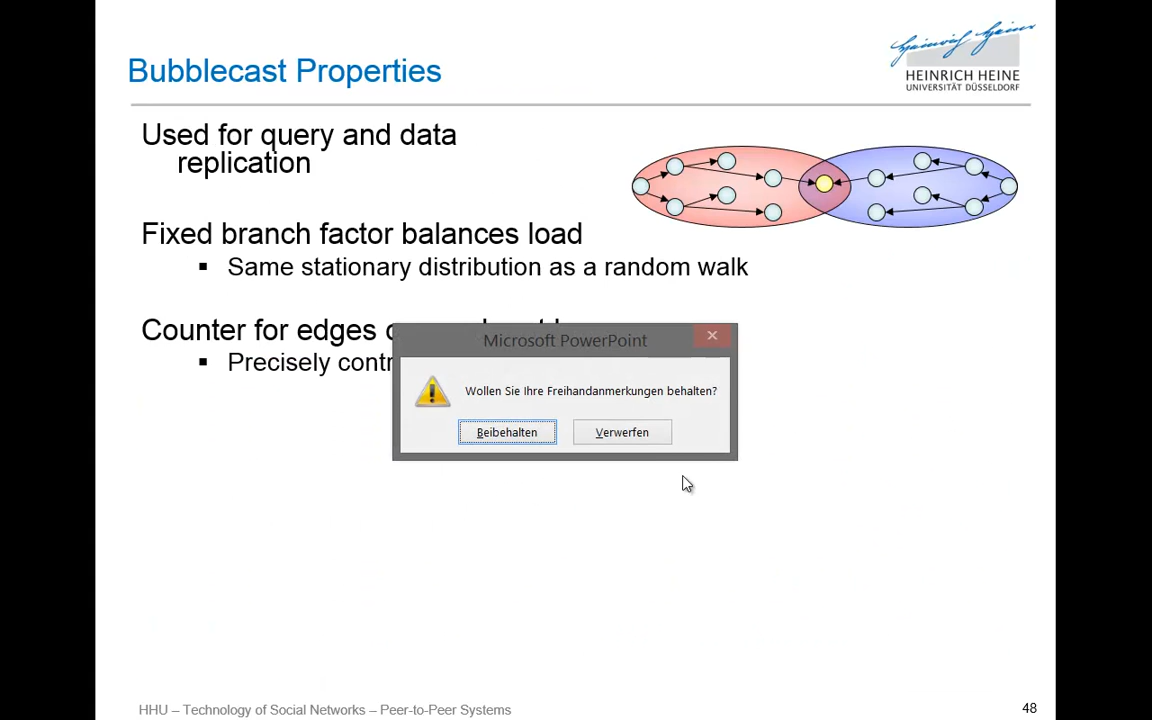 Bubblecast Properties
HEINRICH HEINE
UNIVERSITÄT DÜSSELDORF
Used for query and data
replication
Fixed branch factor balances load
▪ Same stationary distribution as a random walk
Counter for edges
▪ Precisely
Microsoft PowerPoint
Wollen Sie Ihre Freihandanmerkungen behalten?
Beibehalten
Verwerfen
HHU – Technology of Social Networks – Peer-to-Peer Systems
48